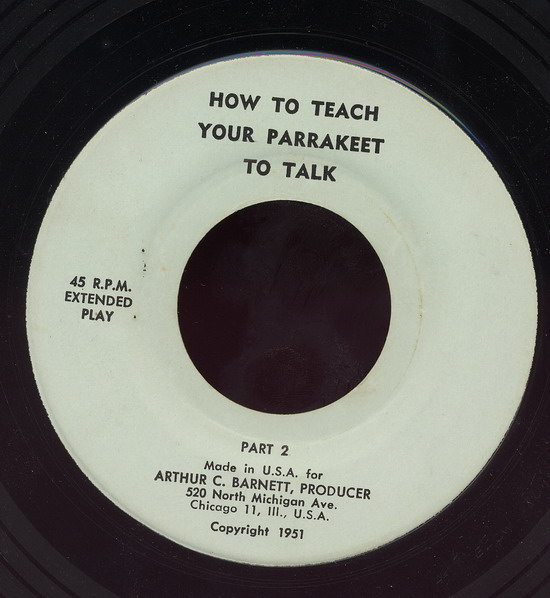 HOW TO TEACH
YOUR PARRAKEET
TO TALK
45 R.P.M.
EXTENDED
PLAY
PART 2
Made in U.S.A. for
ARTHUR C. BARNETT, PRODUCER
520 North Michigan Ave.
Chicago 11, Ill., U.S.A.
Copyright 1951